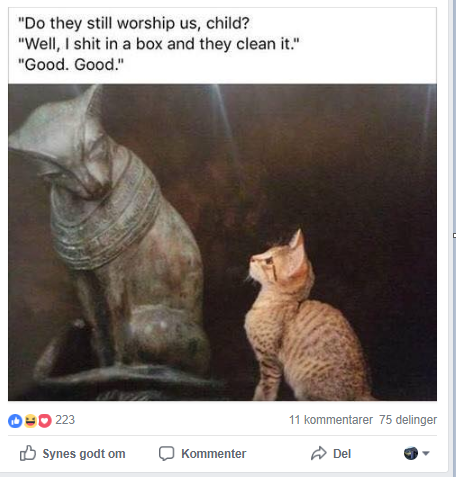 "Do they still worship us, child?
"Well, I shit in a box and they clean it."
"Good. Good."
223
11 kommentarer 75 delinger
Synes godt om Kommenter Del